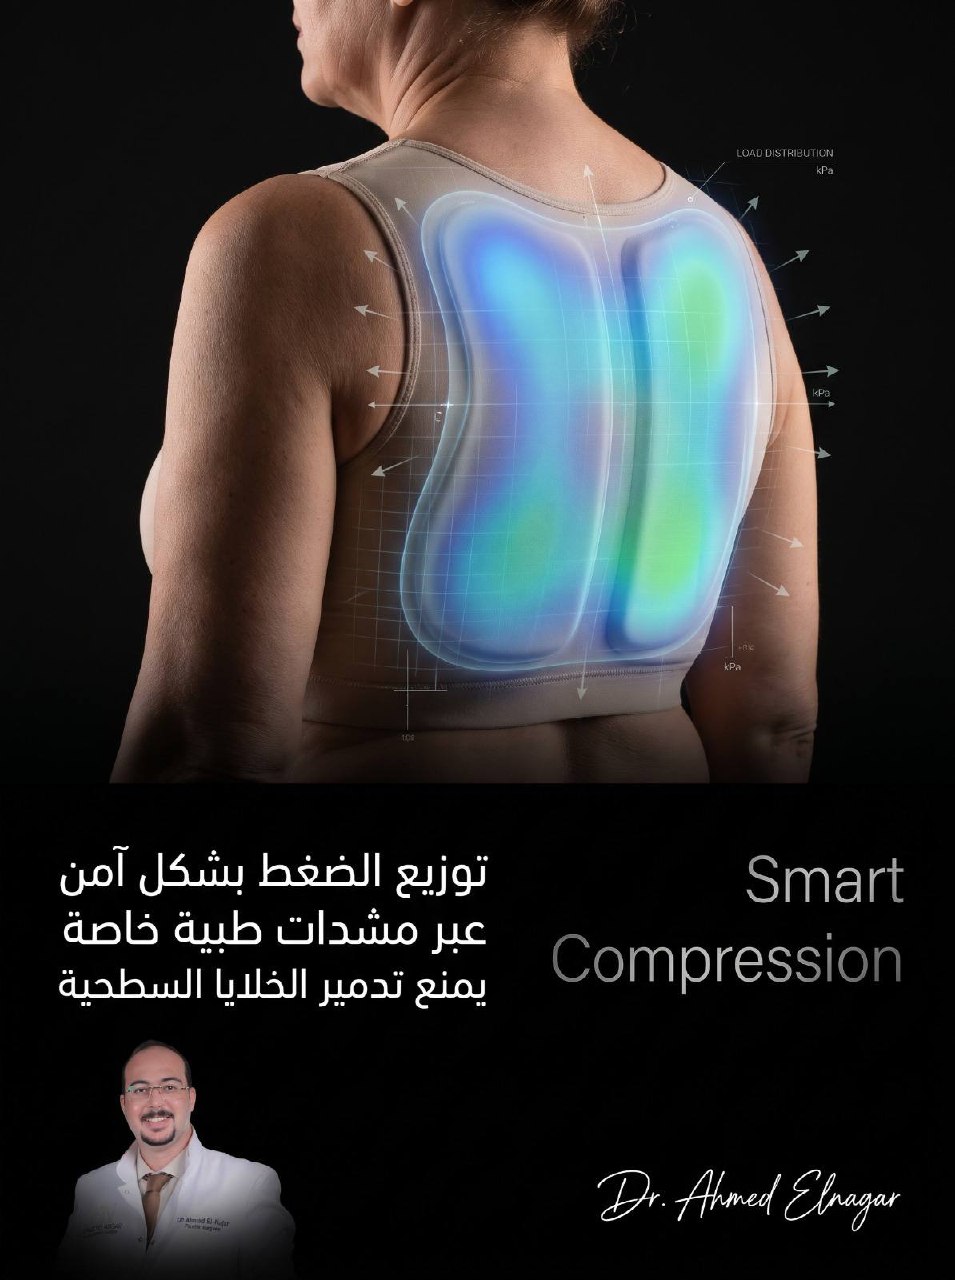 LOAD DISTRIBUTION
kPa
kPa
kPa
توزيع الضغط بشكل آمن
عبر مشدات طبية خاصة
يمنع تدمير الخلايا السطحية
Smart
Compression
Dr. Ahmed Elnagar